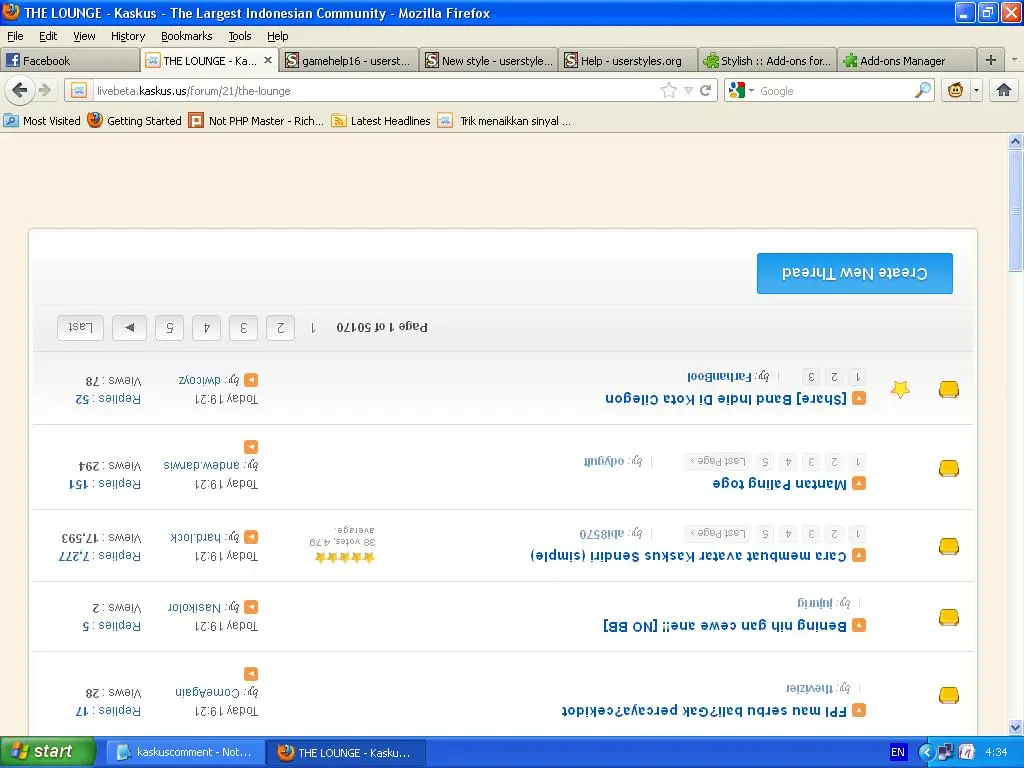 THE LOUNGE - Kaskus - The Largest Indonesian Community - Mozilla Firefox
File Edit View History Bookmarks Tools Help
Facebook THE LOUNGE - Ka... gamehelp16 - userst... New style - userstyle... Help - userstyles.org Stylish :: Add-ons for... Add-ons Manager
livebeta.kaskus.us/forum/21/the-lounge Google
Most Visited Getting Started Not PHP Master - Rich... Latest Headlines Trik menaikkan sinyal ...
Create New Thread
Page 1 of 50170 1 2 3 4 5 Last
1 2 3 by: FarhanBool by: dwicoyz Views : 78
[Share] Band Indie Di Kota Cilegon Today 19:21 Replies : 52
1 2 3 4 5 Last Page › by: odygult by: andew.darwis Views : 294
Mantan Paling toge Today 19:21 Replies : 151
38 votes, 4.79 average.
1 2 3 4 5 Last Page › by: abi8570 by: hard.lock Views : 17,593
Cara membuat avatar Kaskus Sendiri (simple) Today 19:21 Replies : 7,277
by: jujurig by: Nasikolor Views : 2
Bening nih gan cewe ane!! [NO BB] Today 19:21 Replies : 5
by: thevizier by: ComeAgain Views : 28
FPI mau serbu bali?Gak percaya?cekidot Today 19:21 Replies : 17
start kaskuscomment - Not... THE LOUNGE - Kasku... EN 4:34